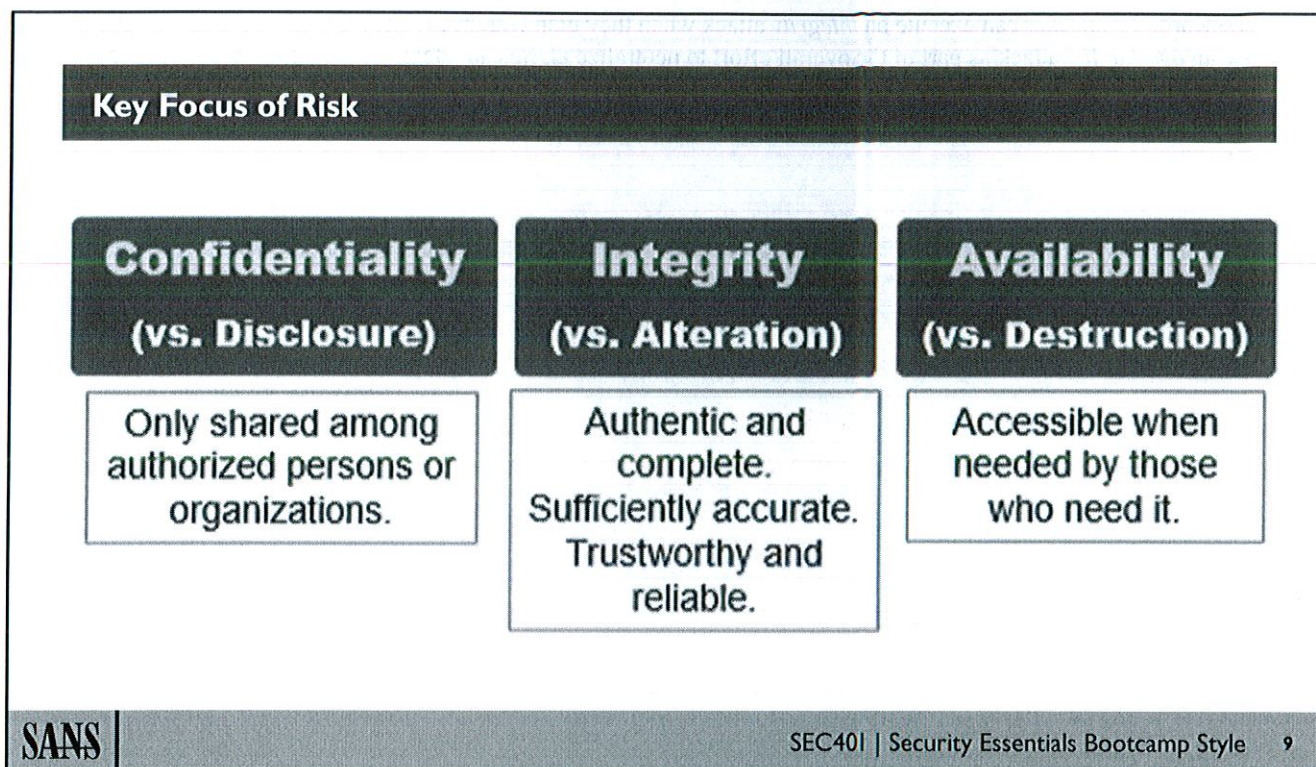 Key Focus of Risk
Confidentiality
(vs. Disclosure)
Only shared among
authorized persons or
organizations.
Integrity
(vs. Alteration)
Authentic and
complete.
Sufficiently accurate.
Trustworthy and
reliable.
Availability
(vs. Destruction)
Accessible when
needed by those
who need it.
SANS
SEC401 | Security Essentials Bootcamp Style 9